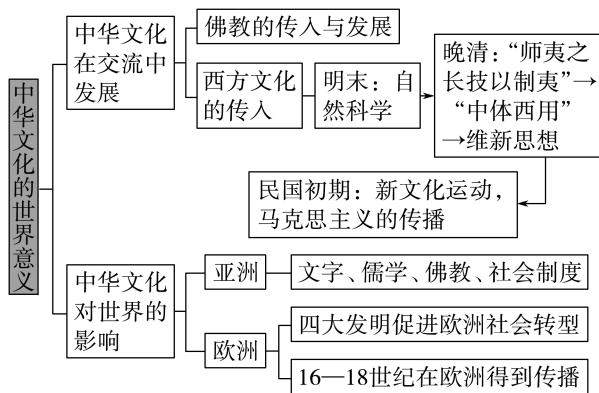 中华文化的世界意义
中华文化
在交流中
发展
佛教的传入与发展
西方文化
的传入
明末：自
然科学
晚清：“师夷之
长技以制夷”→
“中体西用”
→维新思想
民国初期：新文化运动，
马克思主义的传播
中华文化
对世界的
影响
亚洲
文字、儒学、佛教、社会制度
欧洲
四大发明促进欧洲社会转型
16—18世纪在欧洲得到传播